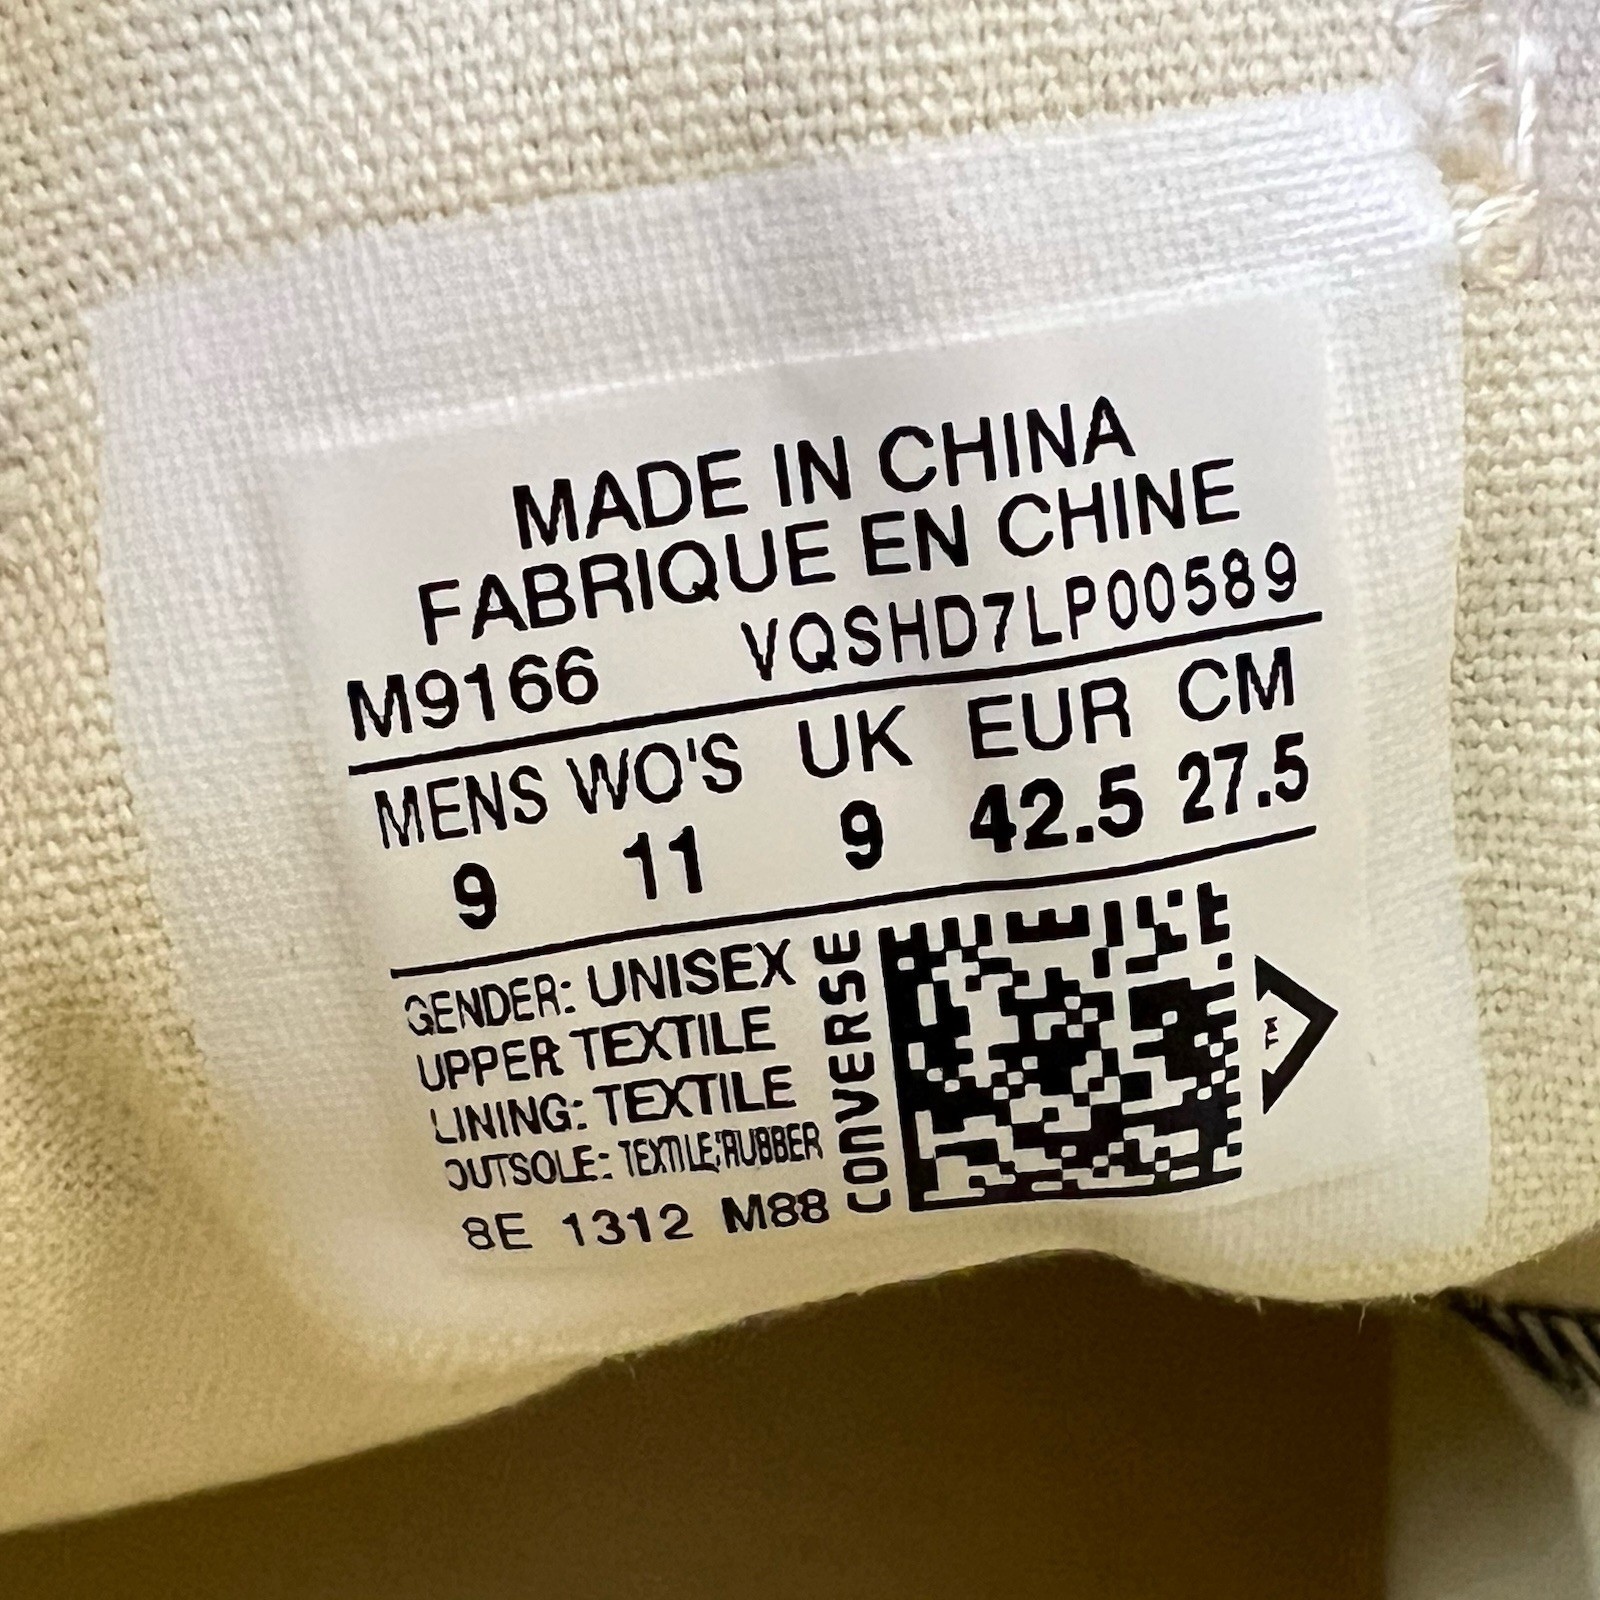 MADE IN CHINA
FABRIQUE EN CHINE
M9166 VQSHD7LP00589
MENS WO'S UK EUR CM
9 11 9 42.5 27.5
GENDER: UNISEX
UPPER TEXTILE
LINING: TEXTILE
OUTSOLE: TEXTILE/RUBBER
8E 1312 M88
CONVERSE